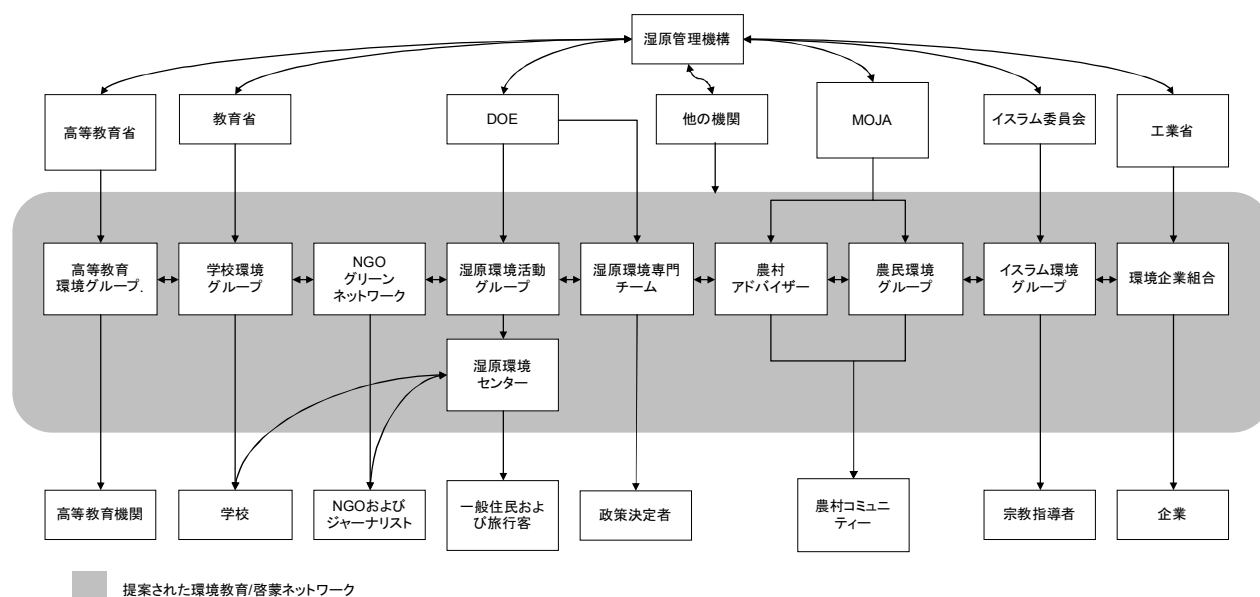 湿原管理機構
高等教育省
教育省
DOE
他の機関
MOJA
イスラム委員会
工業省
高等教育
環境グループ.
学校環境
グループ
NGO
グリーン
ネットワーク
湿原環境活動
グループ
湿原環境専門
チーム
農村
アドバイザー
農民環境
グループ
イスラム環境
グループ
環境企業組合
湿原環境
センター
高等教育機関
学校
NGOおよび
ジャーナリスト
一般住民およ
び旅行客
政策決定者
農村コミュニ
ティー
宗教指導者
企業
提案された環境教育/啓蒙ネットワーク